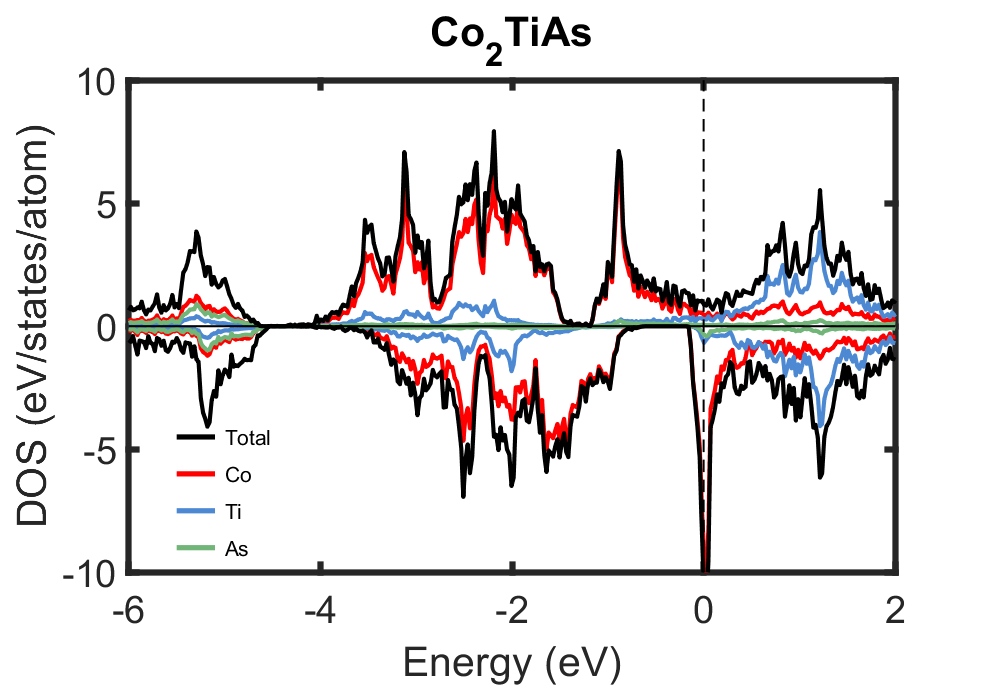 Co₂TiAs
10
5
0
-5
-10
DOS (eV/states/atom)
Total
Co
Ti
As
-6
-4
-2
0
2
Energy (eV)